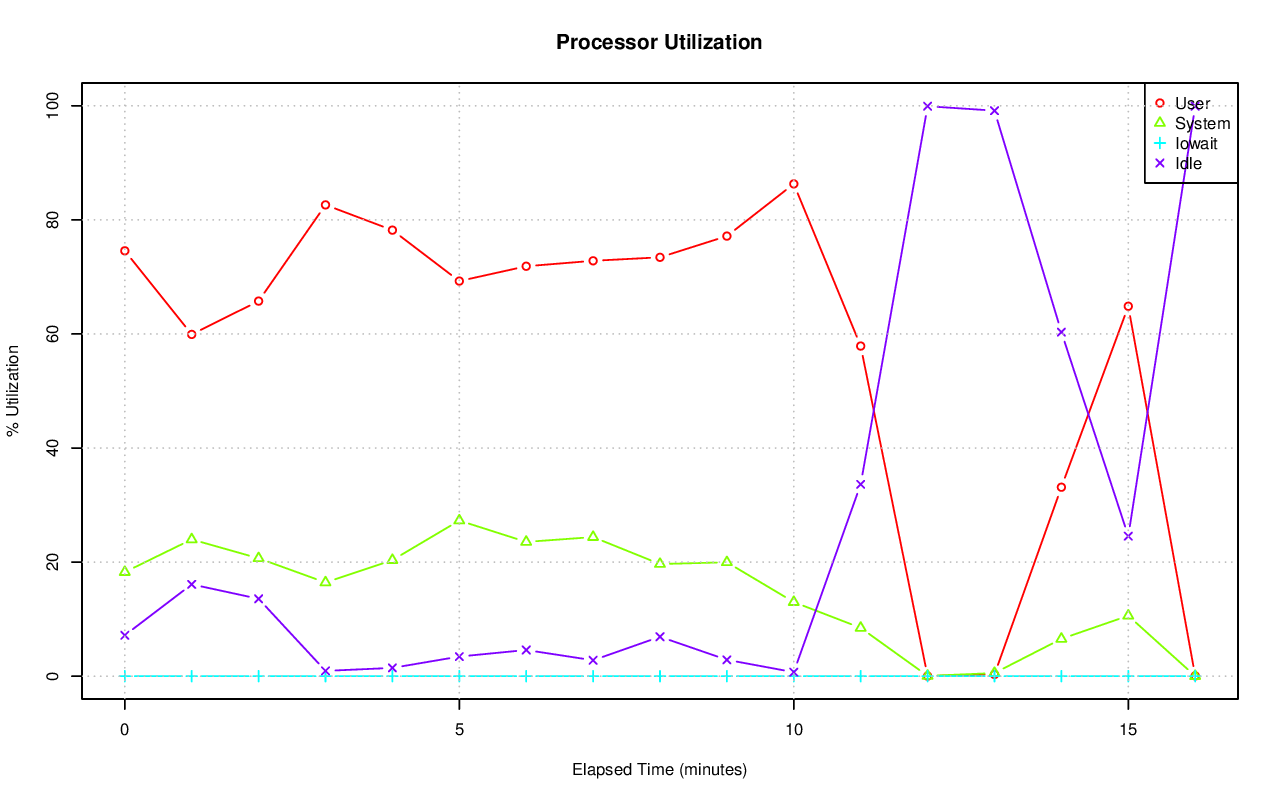 Processor Utilization
% Utilization
100
80
60
40
20
0
User
System
Iowait
Idle
0 5 10 15
Elapsed Time (minutes)